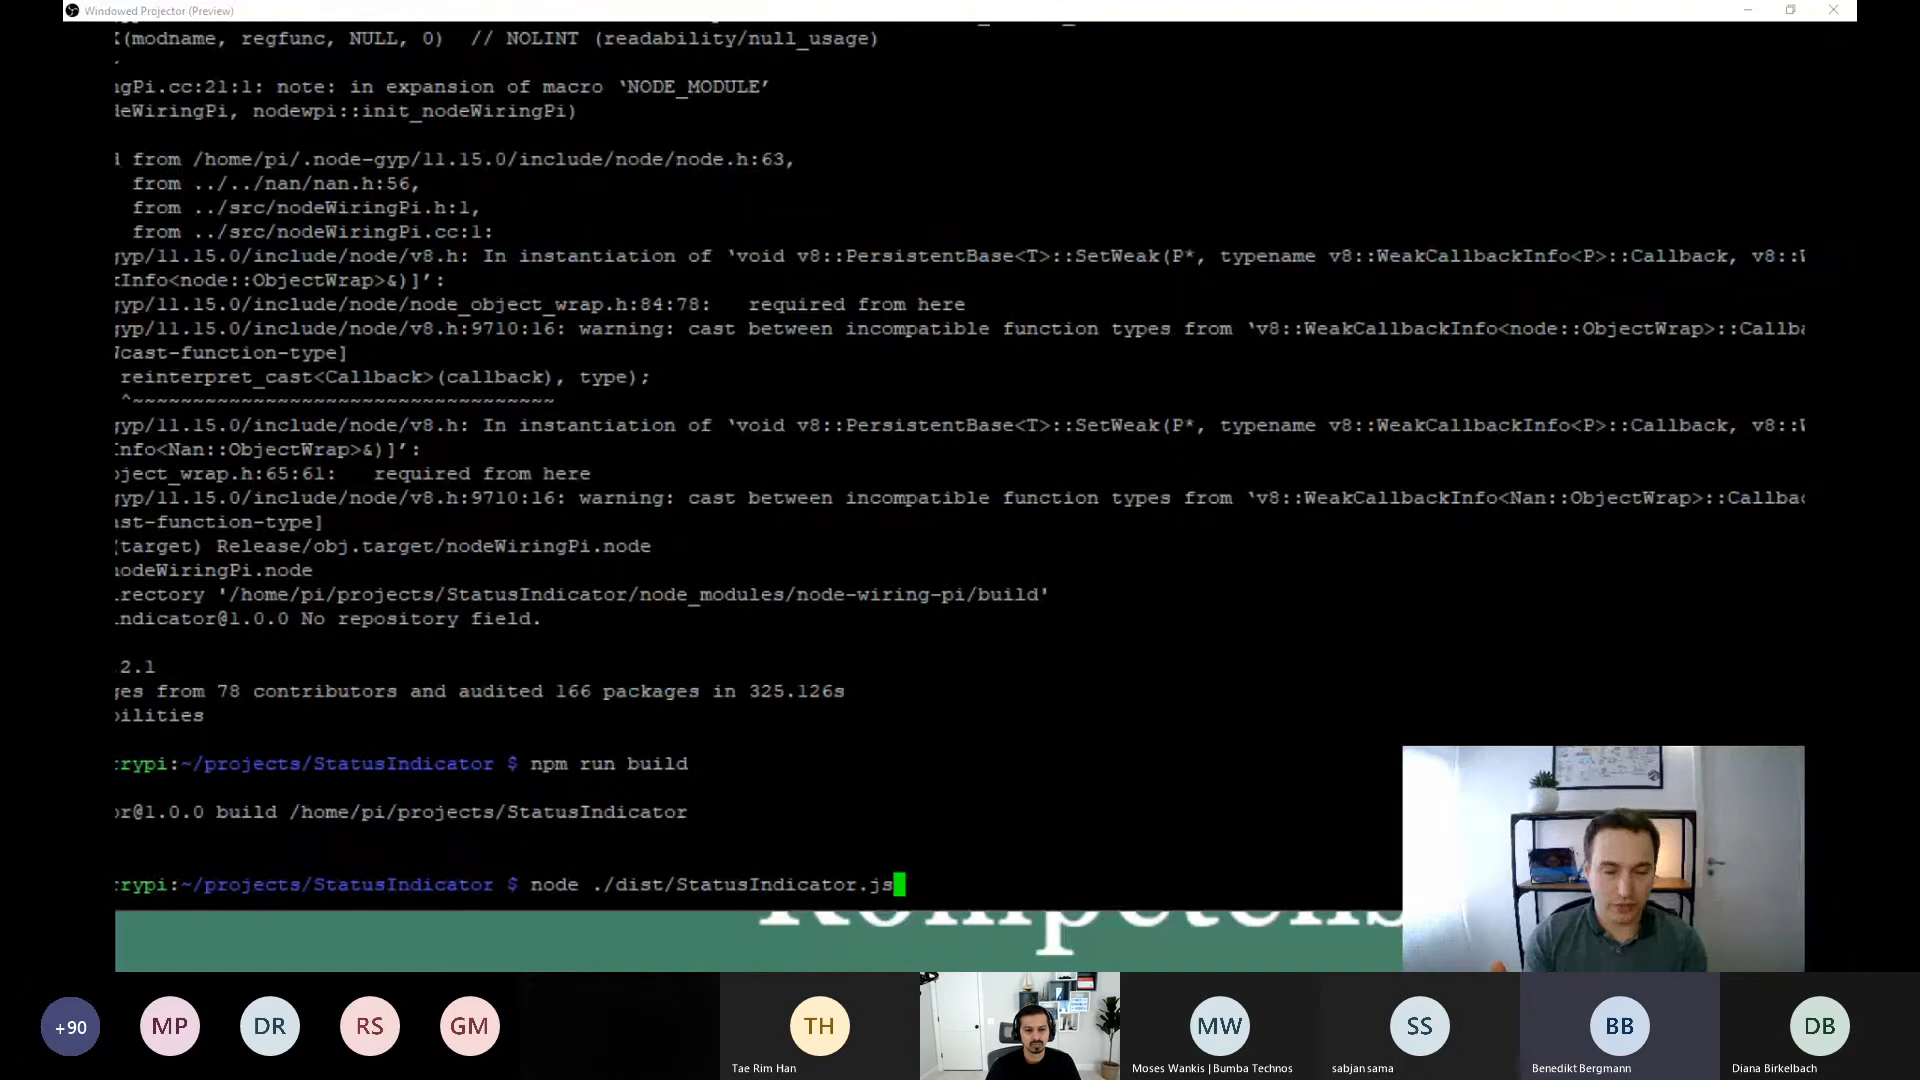 Windowed Projector (Preview)
(modname, regfunc, NULL, 0)  // NOLINT (readability/null_usage)
gPi.cc:21:1: note: in expansion of macro ‘NODE_MODULE’
eWiringPi, nodewpi::init_nodeWiringPi)
from /home/pi/.node-gyp/11.15.0/include/node/node.h:63,
from ../../nan/nan.h:56,
from ../src/nodeWiringPi.h:1,
from ../src/nodeWiringPi.cc:1:
yp/11.15.0/include/node/v8.h: In instantiation of ‘void v8::PersistentBase<T>::SetWeak(P*, typename v8::WeakCallbackInfo<P>::Callback, v8::
Info<node::ObjectWrap>&)]’:
yp/11.15.0/include/node/node_object_wrap.h:84:78:   required from here
yp/11.15.0/include/node/v8.h:9710:16: warning: cast between incompatible function types from ‘v8::WeakCallbackInfo<node::ObjectWrap>::Callb
cast-function-type]
reinterpret_cast<Callback>(callback), type);
^~~~~~~~~~~~~~~~~~~~~~~~~~~~~~~~~~~~
yp/11.15.0/include/node/v8.h: In instantiation of ‘void v8::PersistentBase<T>::SetWeak(P*, typename v8::WeakCallbackInfo<P>::Callback, v8::
Info<Nan::ObjectWrap>&)]’:
ject_wrap.h:65:61:   required from here
yp/11.15.0/include/node/v8.h:9710:16: warning: cast between incompatible function types from ‘v8::WeakCallbackInfo<Nan::ObjectWrap>::Callba
st-function-type]
(target) Release/obj.target/nodeWiringPi.node
nodeWiringPi.node
rectory '/home/pi/projects/StatusIndicator/node_modules/node-wiring-pi/build'
ndicator@1.0.0 No repository field.
2.1
ges from 78 contributors and audited 166 packages in 325.126s
bilities
rrypi:~/projects/StatusIndicator $ npm run build
or@1.0.0 build /home/pi/projects/StatusIndicator
rrypi:~/projects/StatusIndicator $ node ./dist/StatusIndicator.js
Kompetens
+90
MP
DR
RS
GM
TH
MW
SS
BB
DB
Tae Rim Han
Moses Wankis | Bumba Technos
sabjan sama
Benedikt Bergmann
Diana Birkelbach